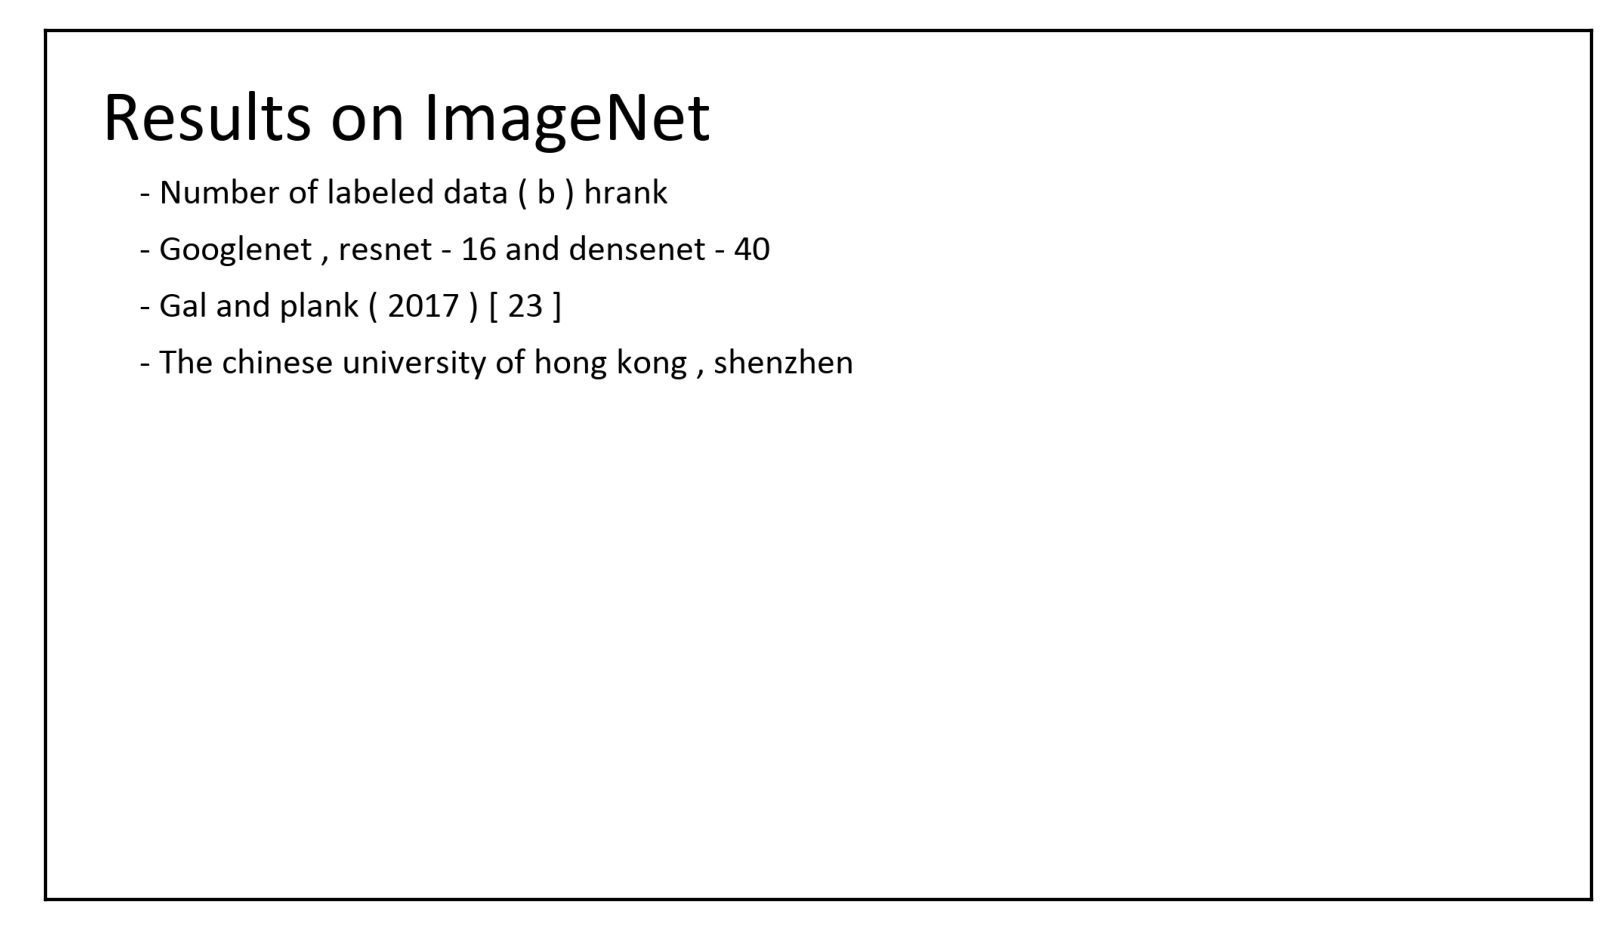 Results on ImageNet
- Number of labeled data ( b ) hrank
- Googlenet , resnet - 16 and densenet - 40
- Gal and plank ( 2017 ) [ 23 ]
- The chinese university of hong kong , shenzhen